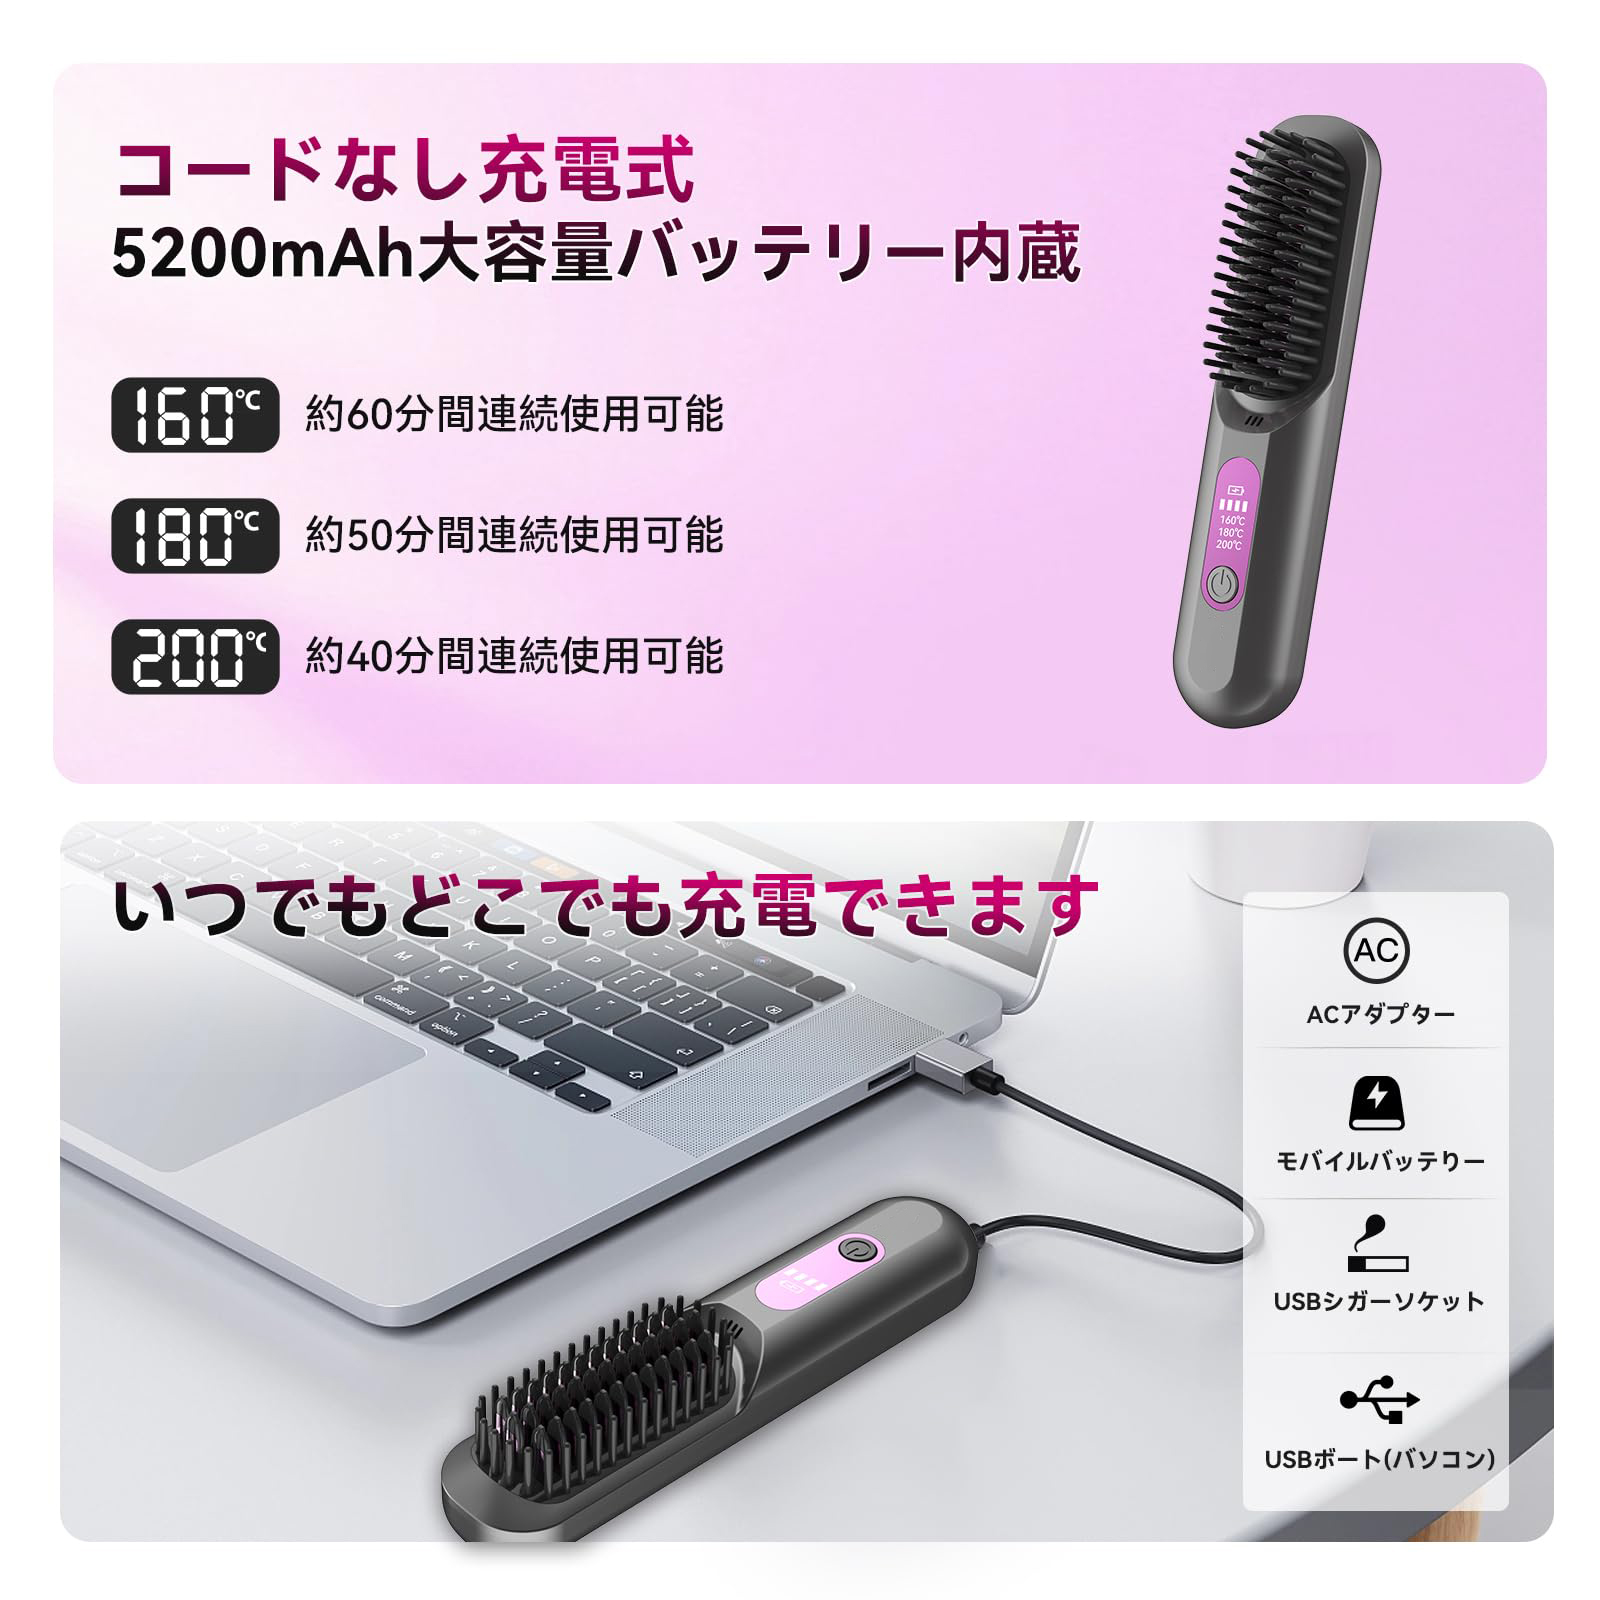 コードなし充電式
5200mAh大容量バッテリー内蔵
160℃ 約60分間連続使用可能
180℃ 約50分間連続使用可能
200℃ 約40分間連続使用可能
160℃
180℃
200℃
いつでもどこでも充電できます
AC
ACアダプター
モバイルバッテりー
USBシガーソケット
USBボート(バソコン)
command
option